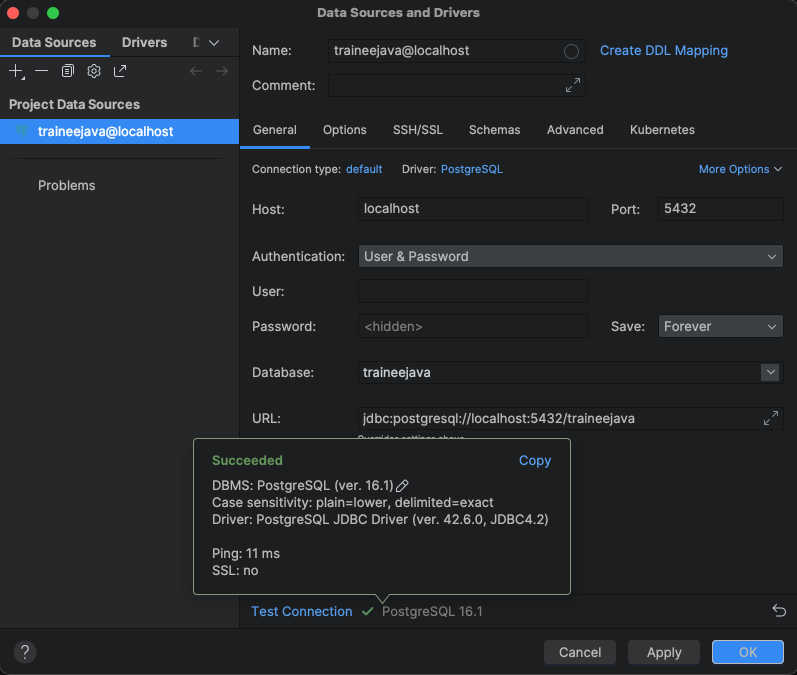 Data Sources and Drivers
Data Sources Drivers D
Name: traineejava@localhost Create DDL Mapping
Comment:
Project Data Sources
traineejava@localhost
Problems
General Options SSH/SSL Schemas Advanced Kubernetes
Connection type: default Driver: PostgreSQL More Options
Host: localhost Port: 5432
Authentication: User & Password
User:
Password: <hidden> Save: Forever
Database: traineejava
URL: jdbc:postgresql://localhost:5432/traineejava
Overrides settings above
Succeeded Copy
DBMS: PostgreSQL (ver. 16.1)
Case sensitivity: plain=lower, delimited=exact
Driver: PostgreSQL JDBC Driver (ver. 42.6.0, JDBC4.2)
Ping: 11 ms
SSL: no
Test Connection PostgreSQL 16.1
? Cancel Apply OK